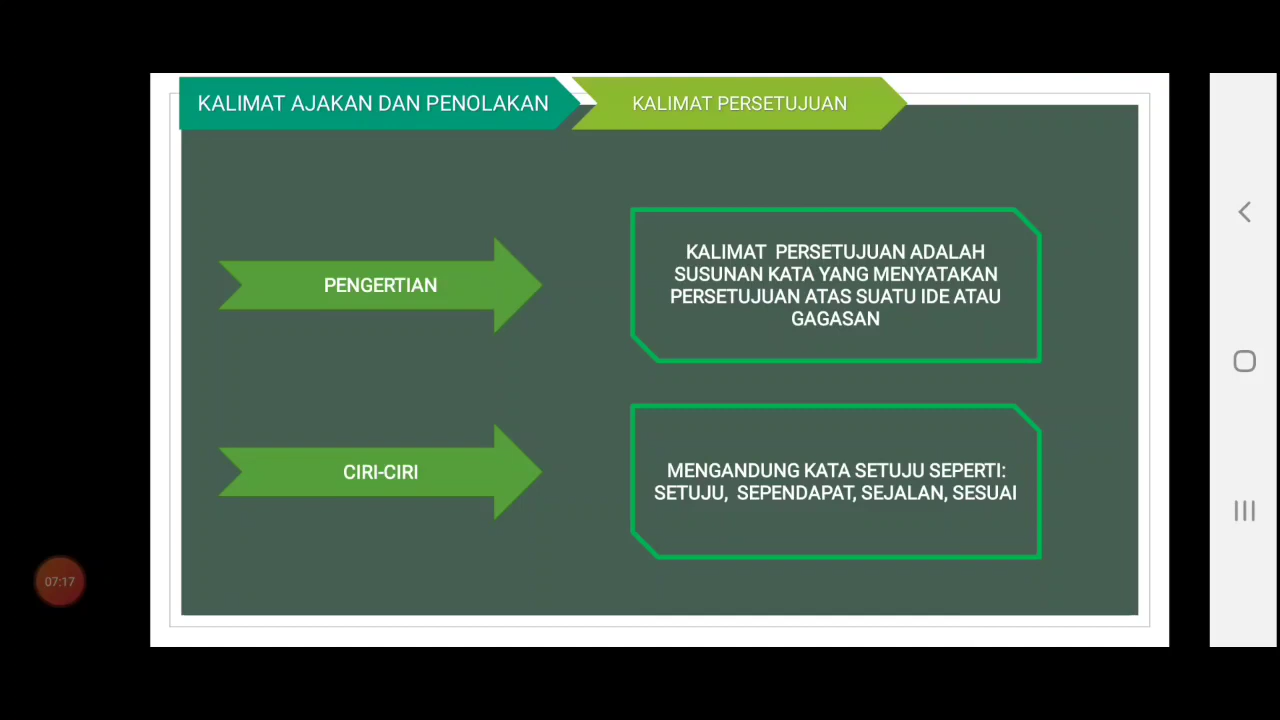 KALIMAT AJAKAN DAN PENOLAKAN
KALIMAT PERSETUJUAN
PENGERTIAN
KALIMAT PERSETUJUAN ADALAH
SUSUNAN KATA YANG MENYATAKAN
PERSETUJUAN ATAS SUATU IDE ATAU
GAGASAN
CIRI-CIRI
MENGANDUNG KATA SETUJU SEPERTI:
SETUJU, SEPENDAPAT, SEJALAN, SESUAI
07:17